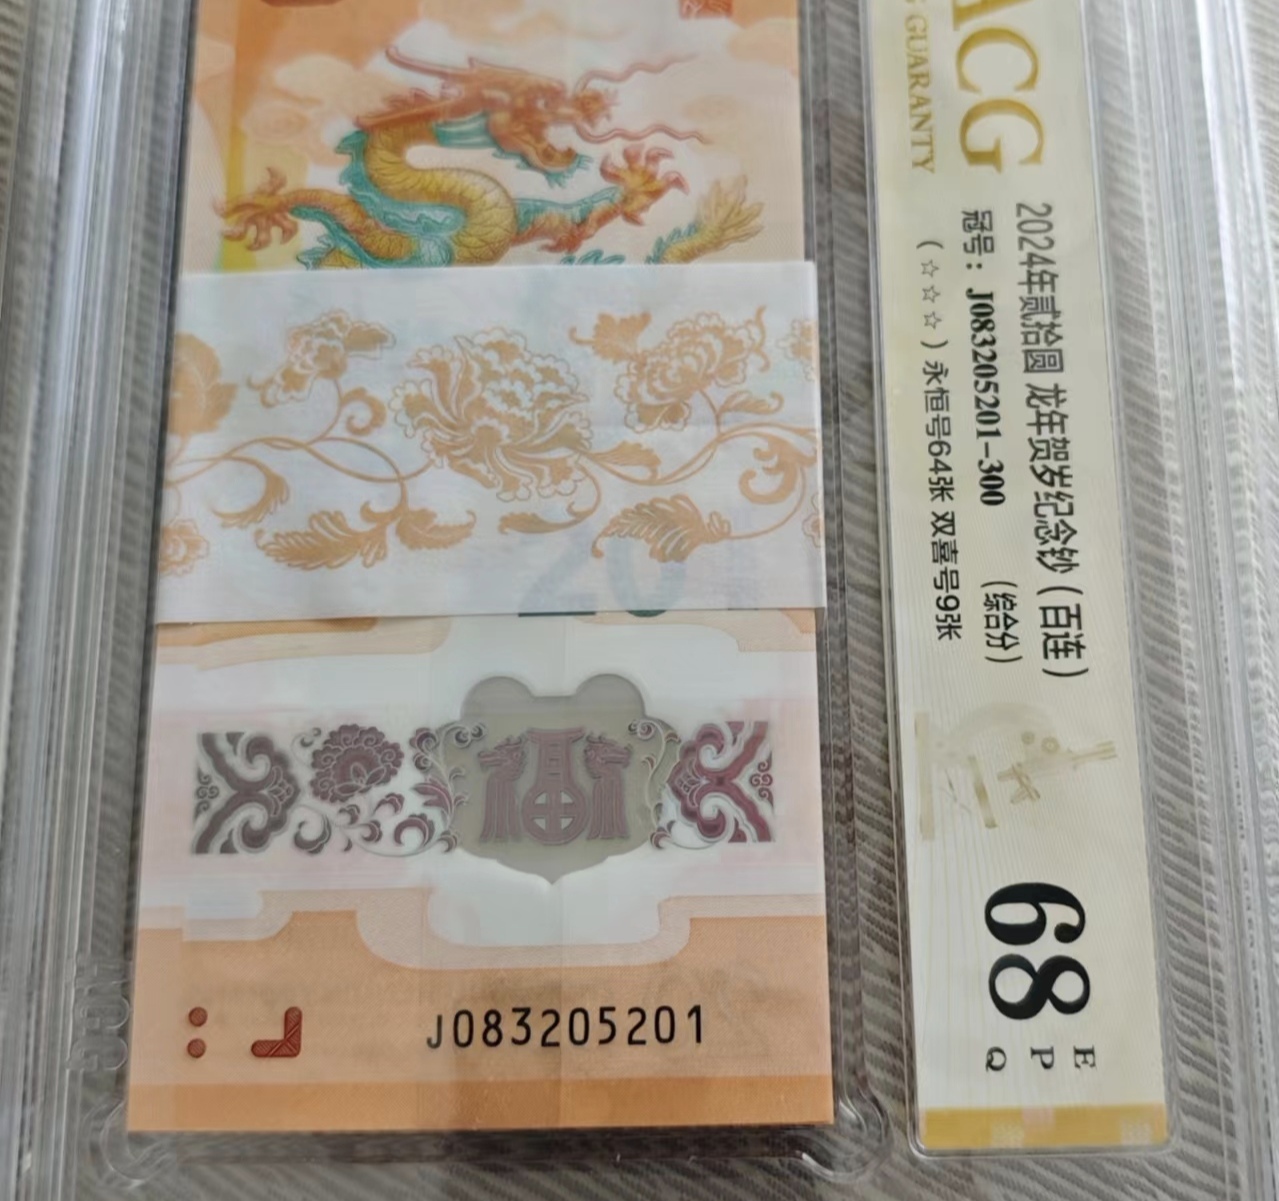 ACG
GUARANTY
2024年贰拾圆 龙年贺岁纪念钞（百连）
冠号：J083205201-300 （综合分）
（☆☆☆）永恒号64张 双喜号9张
68
E
P
Q
20
J083205201